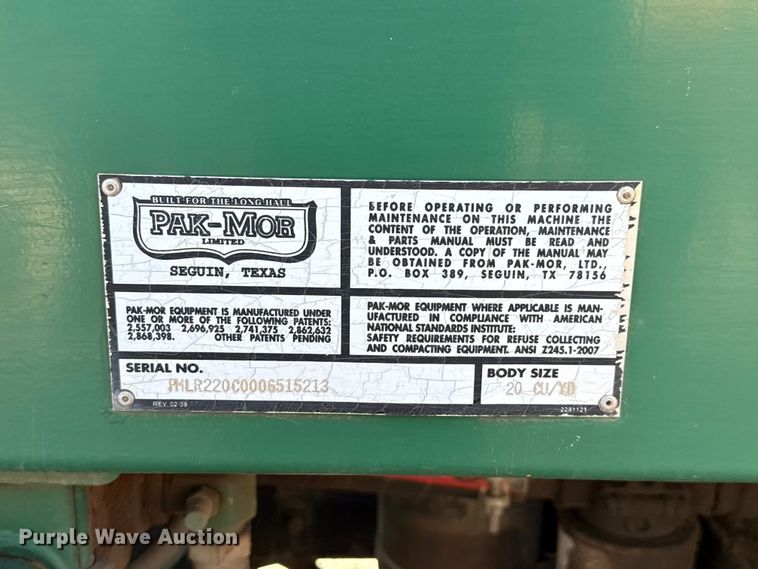 BUILT FOR THE LONG HAUL
PAK-MOR
LIMITED
SEGUIN, TEXAS
BEFORE OPERATING OR PERFORMING
MAINTENANCE ON THIS MACHINE THE
CONTENT OF THE OPERATION, MAINTENANCE
& PARTS MANUAL MUST BE READ AND
UNDERSTOOD. A COPY OF THE MANUAL MAY
BE OBTAINED FROM PAK-MOR, LTD.,
P.O. BOX 389, SEGUIN, TX 78156
PAK-MOR EQUIPMENT IS MANUFACTURED UNDER
ONE OR MORE OF THE FOLLOWING PATENTS:
2,557,003 2,696,925 2,741,375 2,862,632
2,868,398. OTHER PATENTS PENDING
PAK-MOR EQUIPMENT WHERE APPLICABLE IS MAN-
UFACTURED IN COMPLIANCE WITH AMERICAN
NATIONAL STANDARDS INSTITUTE:
SAFETY REQUIREMENTS FOR REFUSE COLLECTING
AND COMPACTING EQUIPMENT. ANSI Z245.1-2007
SERIAL NO.
PMLR220C0006515213
REV. 02 08
BODY SIZE
20 CU/YD
2281121
Purple Wave Auction